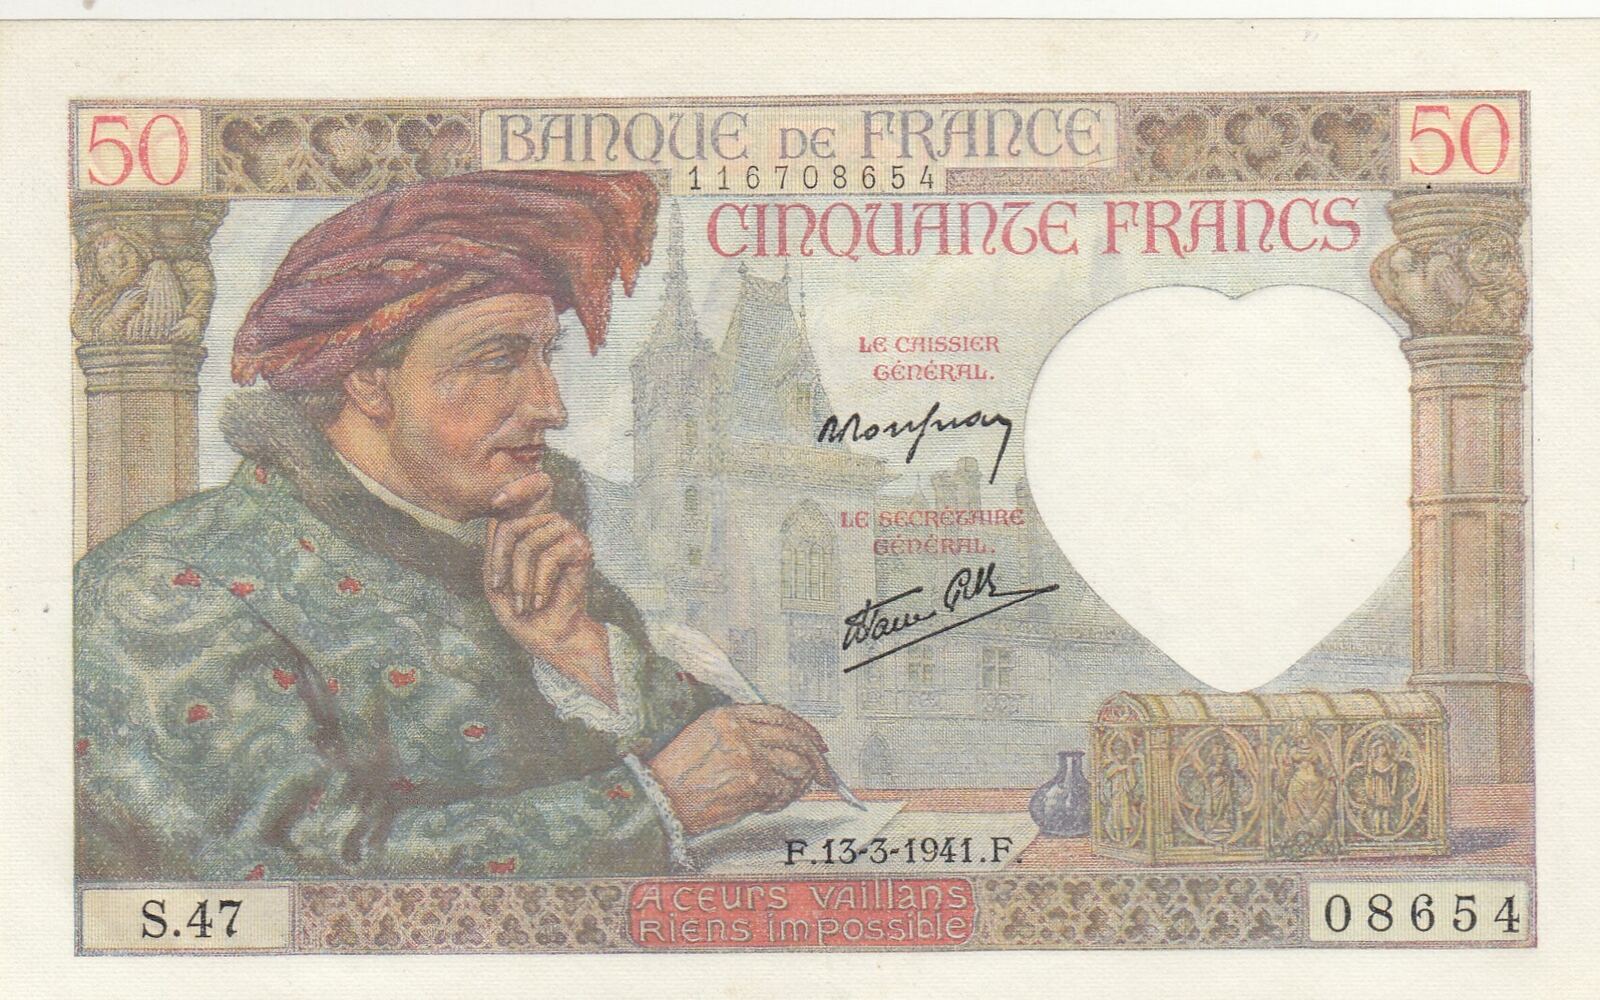 50 BANQUE DE FRANCE 50
116708654
CINQUANTE FRANCS
LE CAISSIER
GÉNÉRAL.
LE SECRÉTAIRE
GÉNÉRAL.
F.13-3-1941.F.
S.47
A CEURS VAILLANS
RIENS IMPOSSIBLE
08654